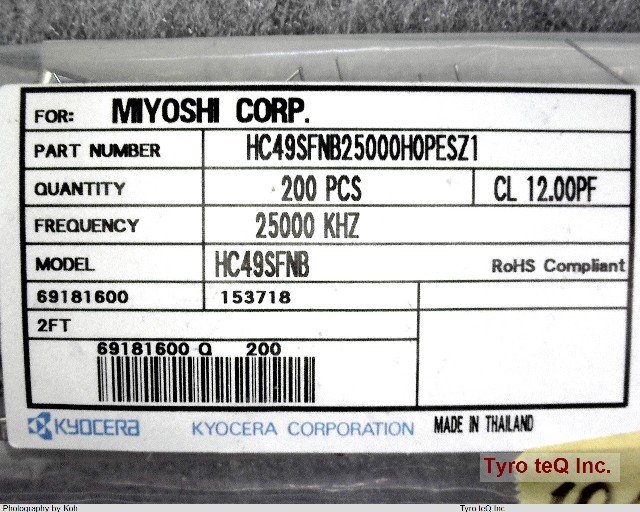 FOR: MIYOSHI CORP.
PART NUMBER HC49SFNB25000H0PESZ1
QUANTITY 200 PCS CL 12.00PF
FREQUENCY 25000 KHZ
MODEL HC49SFNB RoHS Compliant
69181600 153718
2FT
69181600 Q 200
KYOCERA KYOCERA CORPORATION MADE IN THAILAND
Tyro teQ Inc.
Photography by Koh Tyro teQ Inc